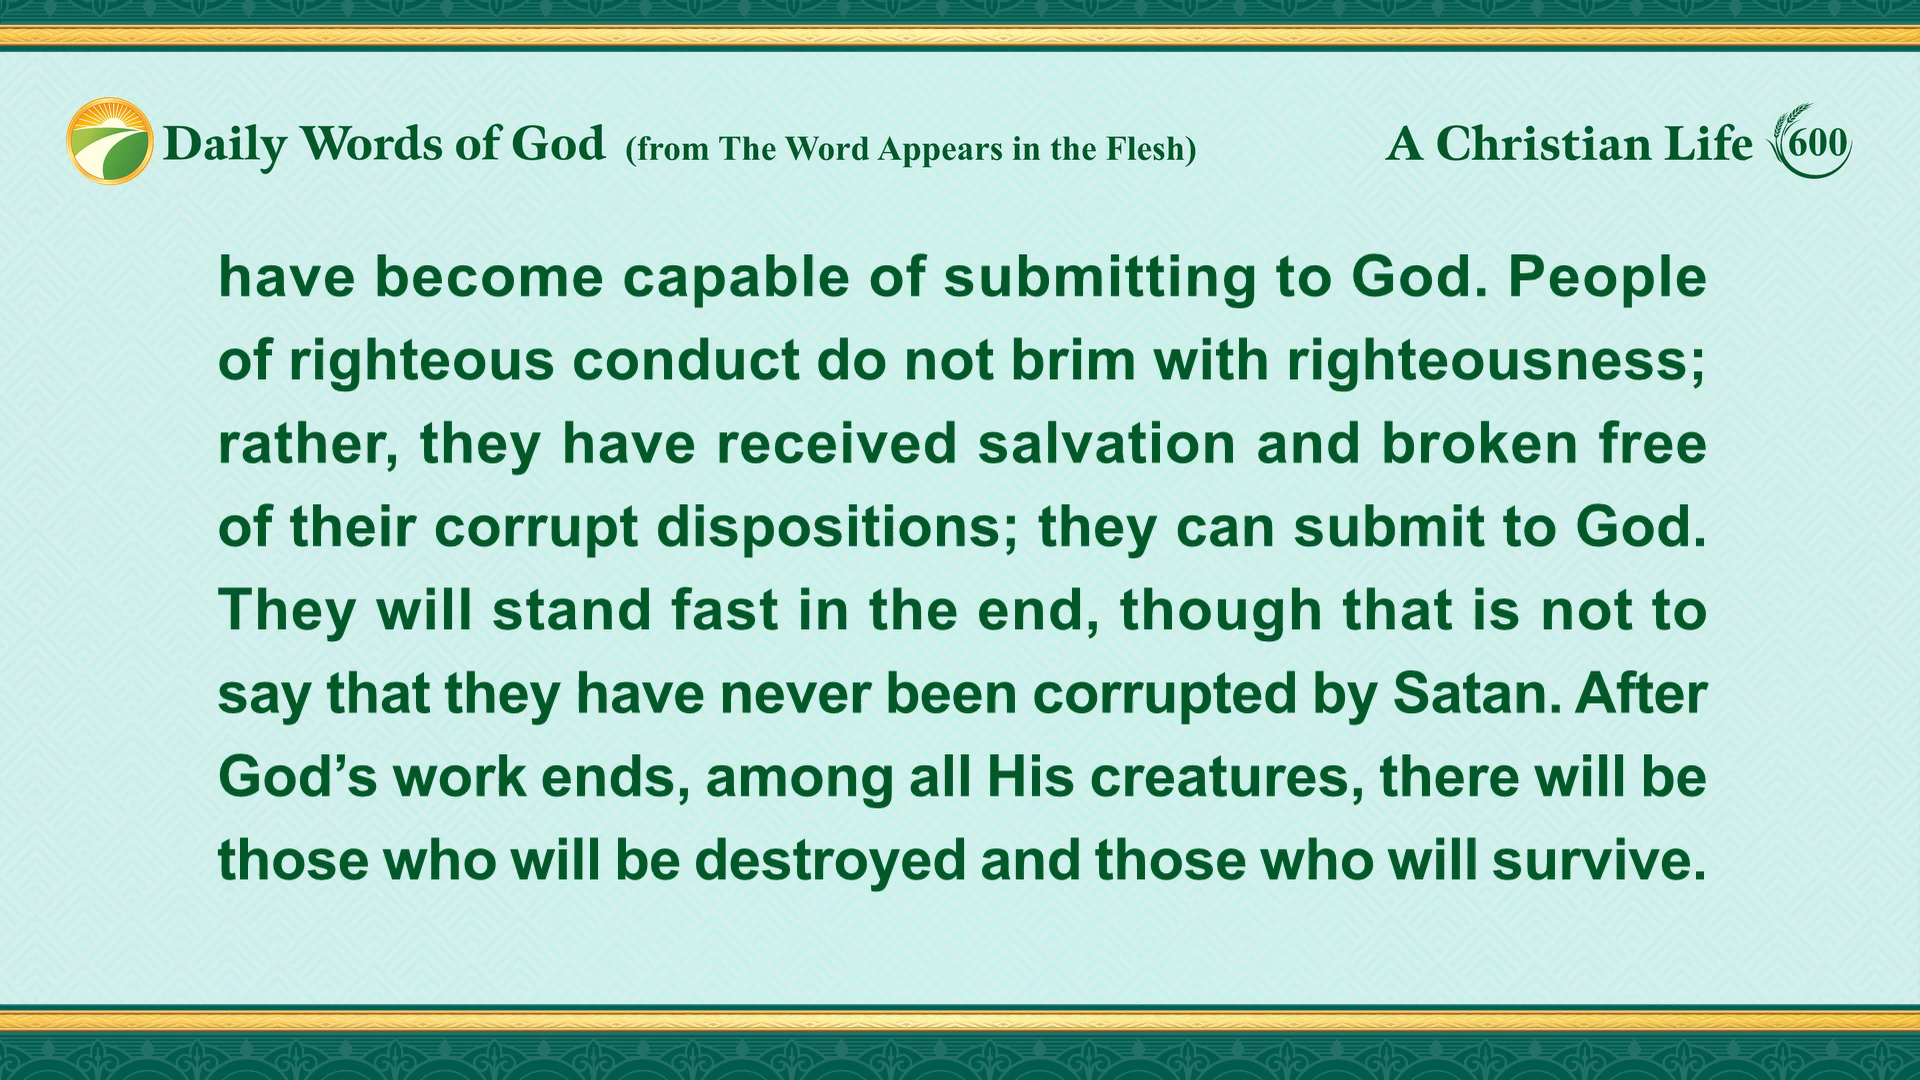 Daily Words of God (from The Word Appears in the Flesh)
A Christian Life 600
have become capable of submitting to God. People
of righteous conduct do not brim with righteousness;
rather, they have received salvation and broken free
of their corrupt dispositions; they can submit to God.
They will stand fast in the end, though that is not to
say that they have never been corrupted by Satan. After
God’s work ends, among all His creatures, there will be
those who will be destroyed and those who will survive.